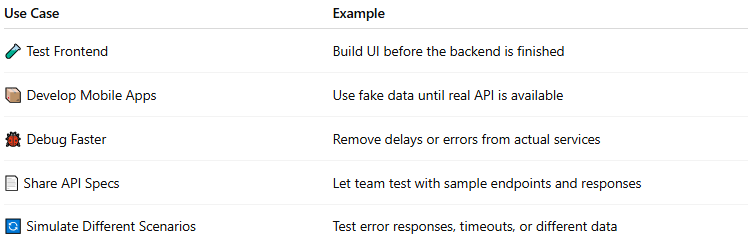 Use Case Example
🧪 Test Frontend Build UI before the backend is finished
📦 Develop Mobile Apps Use fake data until real API is available
🐞 Debug Faster Remove delays or errors from actual services
📄 Share API Specs Let team test with sample endpoints and responses
🔄 Simulate Different Scenarios Test error responses, timeouts, or different data